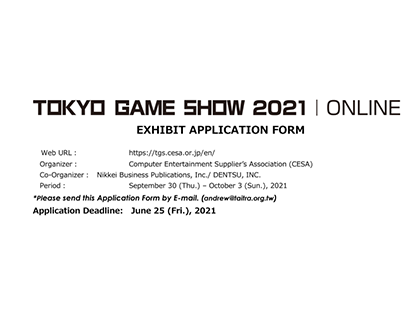 TOKYO GAME SHOW 2021 | ONLINE
EXHIBIT APPLICATION FORM
Web URL : https://tgs.cesa.or.jp/en/
Organizer : Computer Entertainment Supplier's Association (CESA)
Co-Organizer : Nikkei Business Publications, Inc./ DENTSU, INC.
Period : September 30 (Thu.) – October 3 (Sun.), 2021
*Please send this Application Form by E-mail. (andrew@taitra.org.tw)
Application Deadline: June 25 (Fri.), 2021